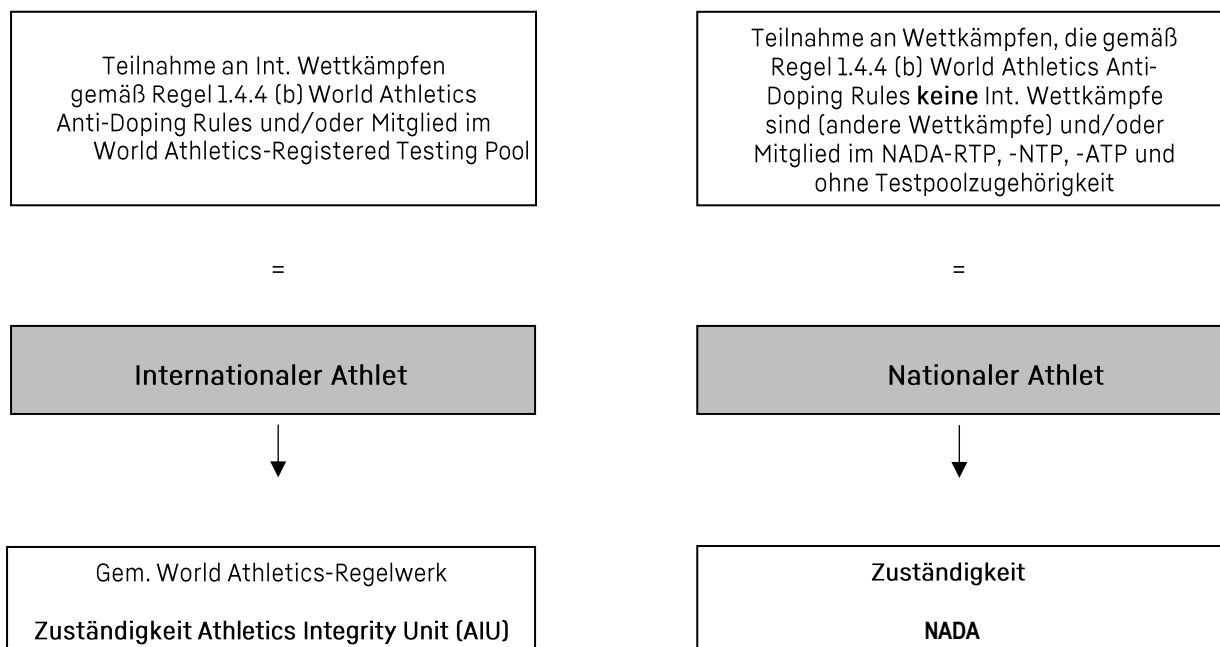 Teilnahme an Int. Wettkämpfen
gemäß Regel 1.4.4 (b) World Athletics
Anti-Doping Rules und/oder Mitglied im
World Athletics-Registered Testing Pool
Teilnahme an Wettkämpfen, die gemäß
Regel 1.4.4 (b) World Athletics Anti-
Doping Rules keine Int. Wettkämpfe
sind (andere Wettkämpfe) und/oder
Mitglied im NADA-RTP, -NTP, -ATP und
ohne Testpoolzugehörigkeit
=
=
Internationaler Athlet
Nationaler Athlet
Gem. World Athletics-Regelwerk
Zuständigkeit Athletics Integrity Unit (AIU)
Zuständigkeit
NADA